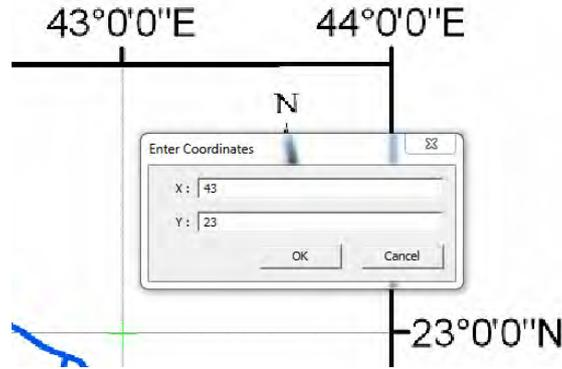 43°0'0"E 44°0'0"E
N
Enter Coordinates
X : 43
Y : 23
OK Cancel
23°0'0"N